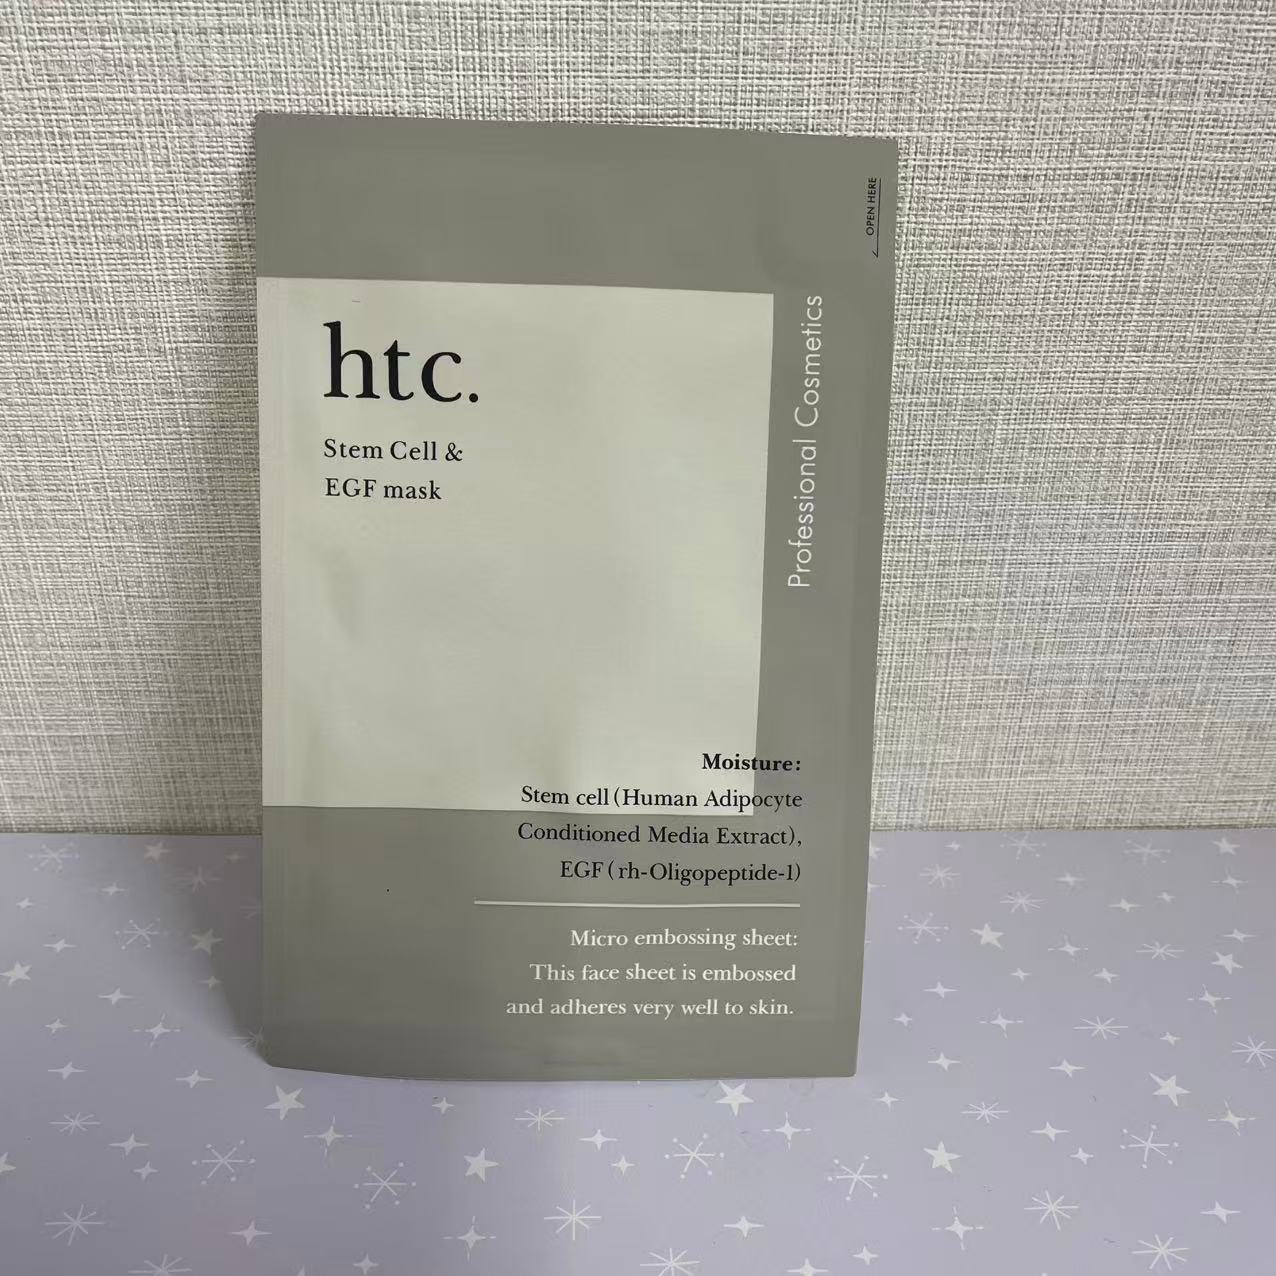 OPEN HERE
htc.
Stem Cell &
EGF mask
Professional Cosmetics
Moisture:
Stem cell (Human Adipocyte
Conditioned Media Extract),
EGF ( rh-Oligopeptide-1)
Micro embossing sheet:
This face sheet is embossed
and adheres very well to skin.